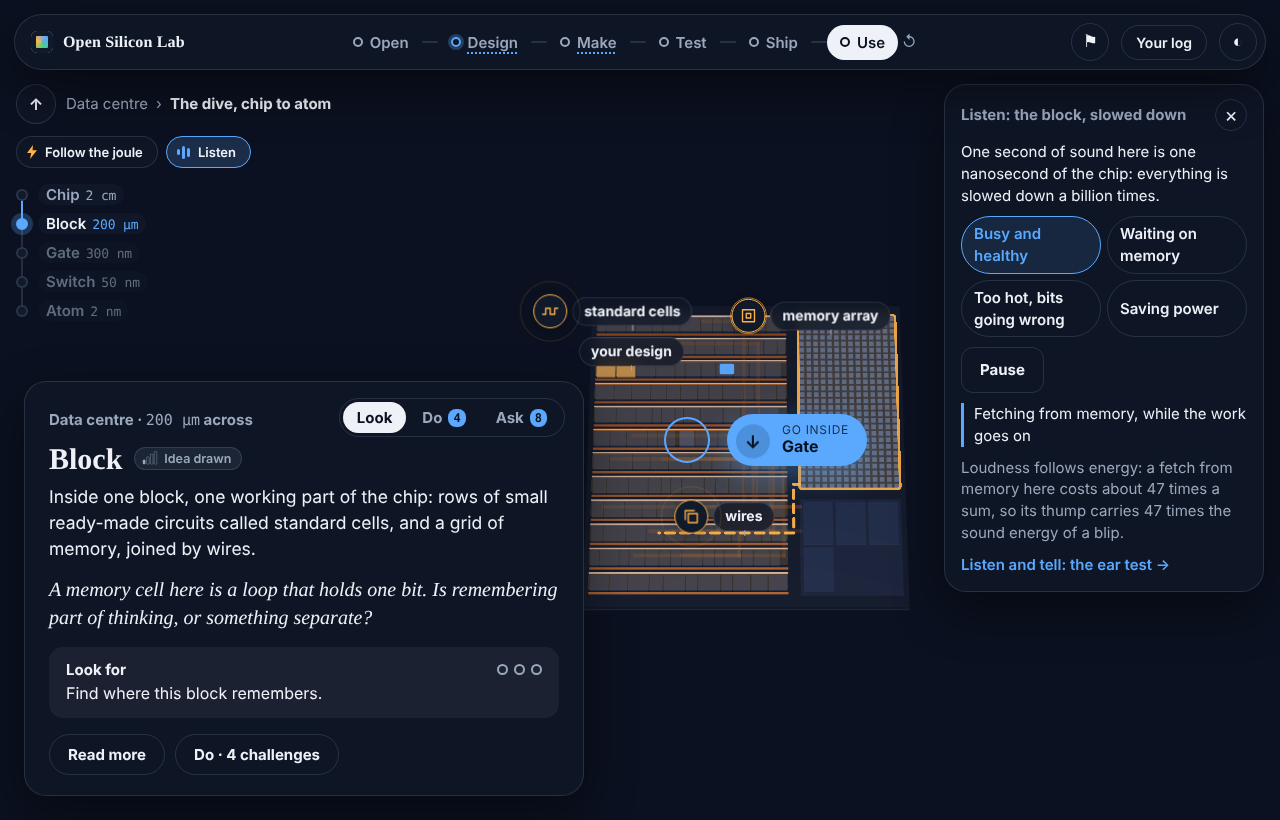 Open Silicon Lab
Open
Design
Make
Test
Ship
Use
Your log
Data centre › The dive, chip to atom
Follow the joule
Listen
Chip 2 cm
Block 200 µm
Gate 300 nm
Switch 50 nm
Atom 2 nm
standard cells
memory array
your design
GO INSIDE
Gate
wires
Data centre · 200 µm across
Look
Do 4
Ask 8
Block
Idea drawn
Inside one block, one working part of the chip: rows of small
ready-made circuits called standard cells, and a grid of
memory, joined by wires.
A memory cell here is a loop that holds one bit. Is remembering
part of thinking, or something separate?
Look for
Find where this block remembers.
Read more
Do · 4 challenges
Listen: the block, slowed down
One second of sound here is one
nanosecond of the chip: everything is
slowed down a billion times.
Busy and
healthy
Waiting on
memory
Too hot, bits
going wrong
Saving power
Pause
Fetching from memory, while the work
goes on
Loudness follows energy: a fetch from
memory here costs about 47 times a
sum, so its thump carries 47 times the
sound energy of a blip.
Listen and tell: the ear test →